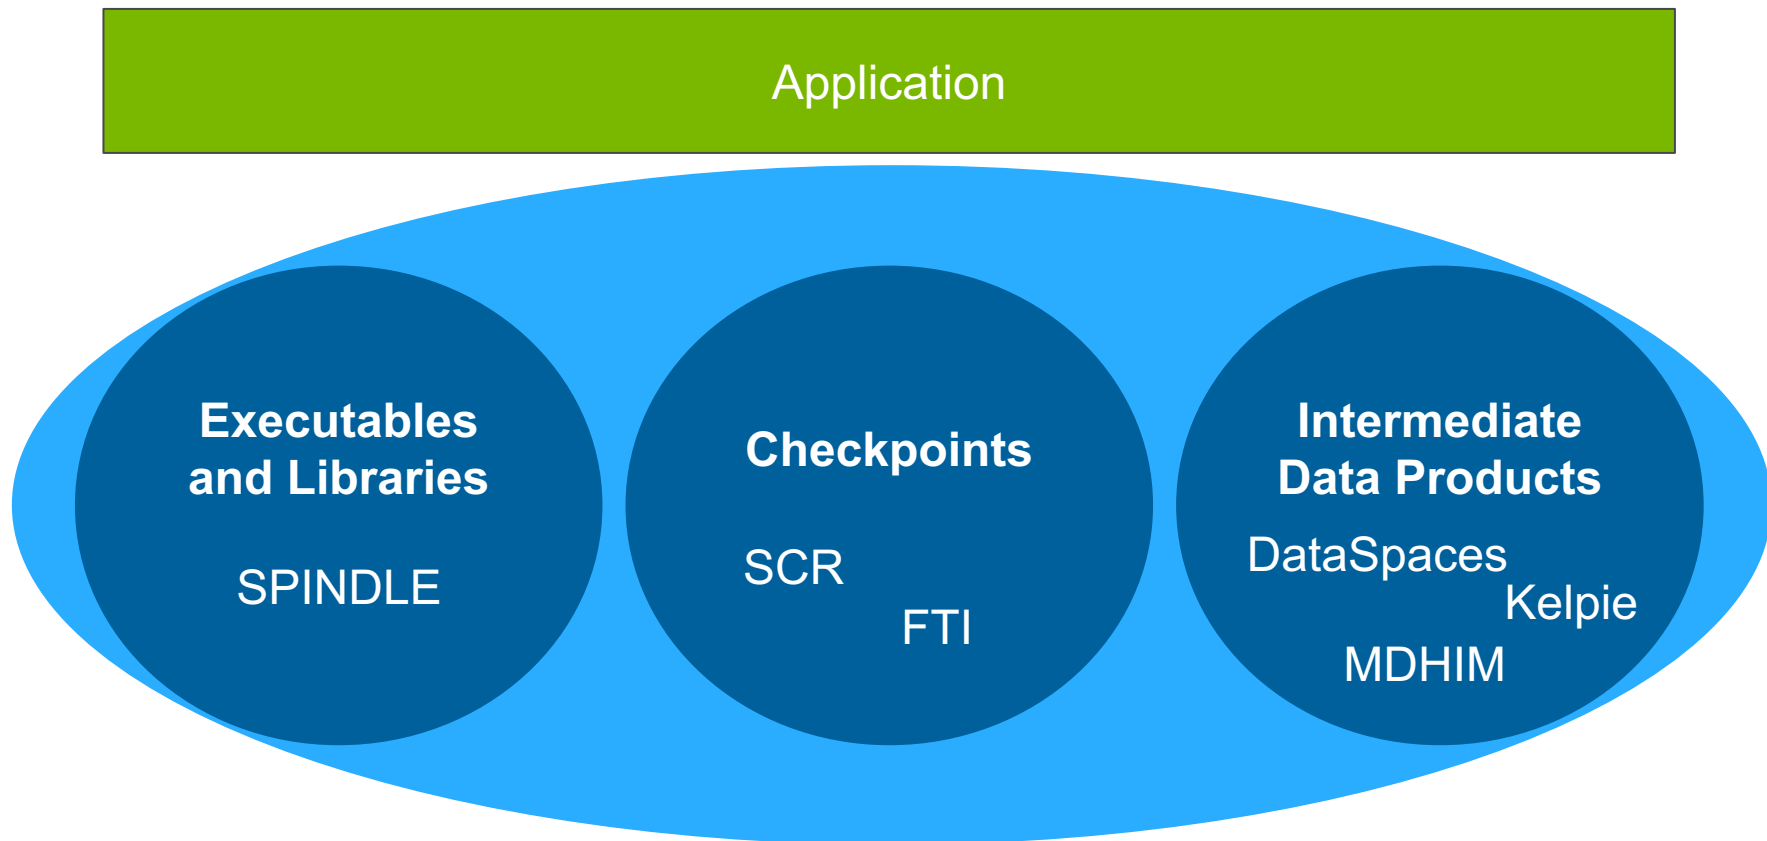 Application
Executables
and Libraries
SPINDLE
Checkpoints
SCR
FTI
Intermediate
Data Products
DataSpaces
Kelpie
MDHIM